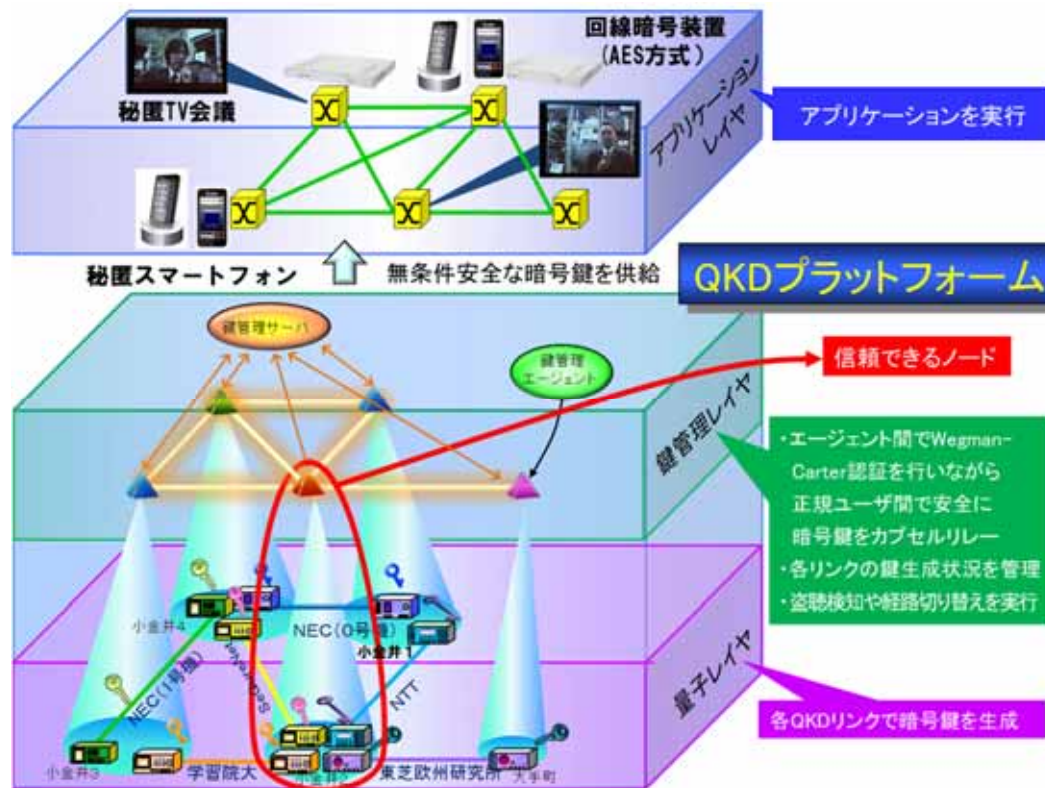 回線暗号装置
(AES方式)
秘匿TV会議
アプリケーション
レイヤ
アプリケーションを実行
秘匿スマートフォン
無条件安全な暗号鍵を供給
QKDプラットフォーム
鍵管理サーバ
鍵管理
エージェント
信頼できるノード
鍵管理レイヤ
・エージェント間でWegman-
Carter認証を行いながら
正規ユーザ間で安全に
暗号鍵をカプセルリレー
・各リンクの鍵生成状況を管理
・盗聴検知や経路切り替えを実行
小金井4
NEC(0号機)
小金井1
NEC(1号機)
SeQureNet
NTT
量子レイヤ
各QKDリンクで暗号鍵を生成
小金井3
学習院大
小金井2
東芝欧州研究所
大手町